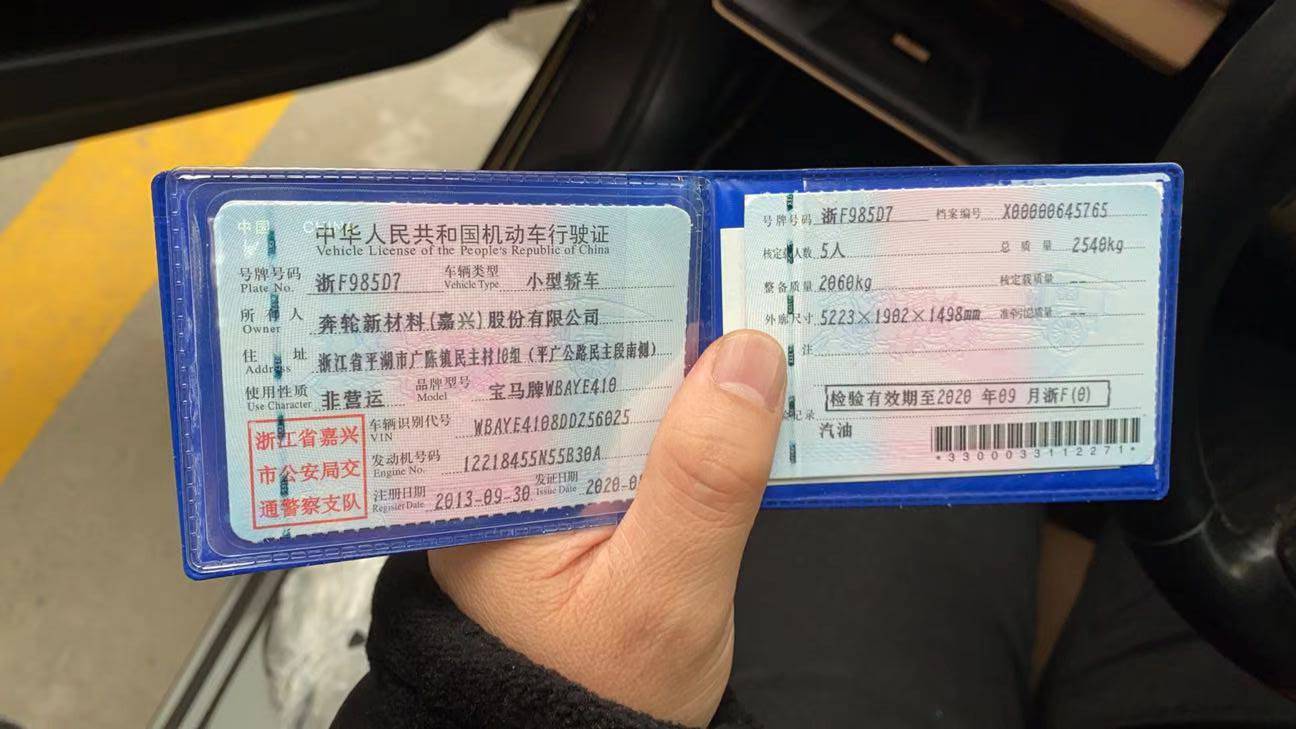 中国 CHINA
中华人民共和国机动车行驶证
Vehicle License of the People's Republic of China
号牌号码 浙F985D7 车辆类型 小型轿车
Plate No. Vehicle Type
所有人 奔轮新材料(嘉兴)股份有限公司
Owner
住址 浙江省平湖市广陈镇民主村10组(平广公路民主段南侧)
Address
使用性质 非营运 品牌型号 宝马牌WBAYE410
Use Character Model
浙江省嘉兴
市公安局交
通警察支队
车辆识别代号 WBAYE4108DDZ56025
VIN
发动机号码 12218455N55B30A
Engine No.
注册日期 2013-09-30 发证日期 2020-0
Register Date Issue Date
号牌号码 浙F985D7 档案编号 X00000645765
核定载人数 5人 总质量 2540kg
整备质量 2060kg 核定载质量 --
外廓尺寸 5223×1902×1498mm 准牵引总质量 --
注
检验有效期至2020年09月浙F(0)
记录
汽油
*3300033112271*